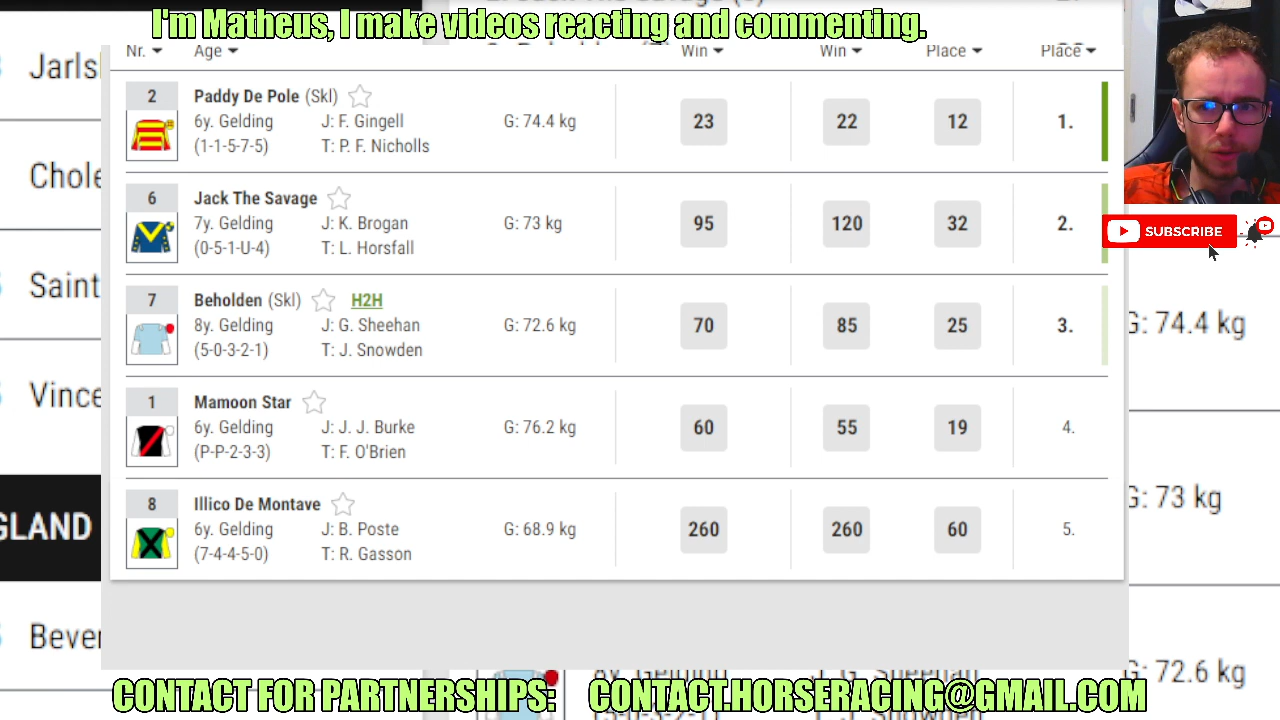 I'm Matheus, I make videos reacting and commenting.
Nr. Age Win Win Place Place
2 Paddy De Pole (Skl)
6y. Gelding J: F. Gingell G: 74.4 kg 23 22 12 1.
(1-1-5-7-5) T: P. F. Nicholls
6 Jack The Savage
7y. Gelding J: K. Brogan G: 73 kg 95 120 32 2.
(0-5-1-U-4) T: L. Horsfall
7 Beholden (Skl) H2H
8y. Gelding J: G. Sheehan G: 72.6 kg 70 85 25 3.
(5-0-3-2-1) T: J. Snowden
1 Mamoon Star
6y. Gelding J: J. J. Burke G: 76.2 kg 60 55 19 4.
(P-P-2-3-3) T: F. O'Brien
8 Illico De Montave
6y. Gelding J: B. Poste G: 68.9 kg 260 260 60 5.
(7-4-4-5-0) T: R. Gasson
SUBSCRIBE
Jarls
Chole
Saint
Vince
GLAND
Bever
G: 74.4 kg
G: 73 kg
G: 72.6 kg
CONTACT FOR PARTNERSHIPS: CONTACT.HORSERACING@GMAIL.COM